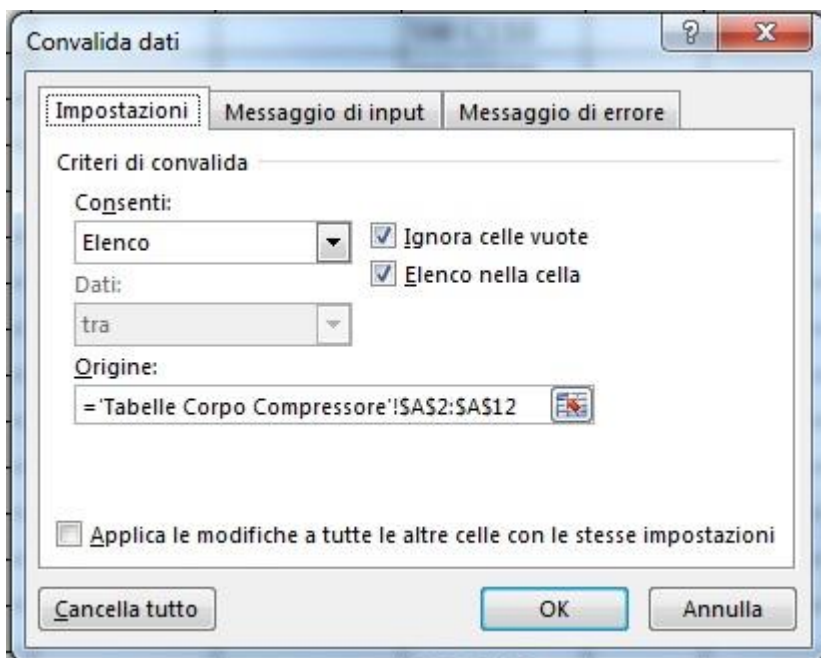 Convalida dati
Impostazioni
Messaggio di input
Messaggio di errore
Criteri di convalida
Consenti:
Elenco
Ignora celle vuote
Elenco nella cella
Dati:
tra
Origine:
='Tabelle Corpo Compressore'!$A$2:$A$12
Applica le modifiche a tutte le altre celle con le stesse impostazioni
Cancella tutto
OK
Annulla